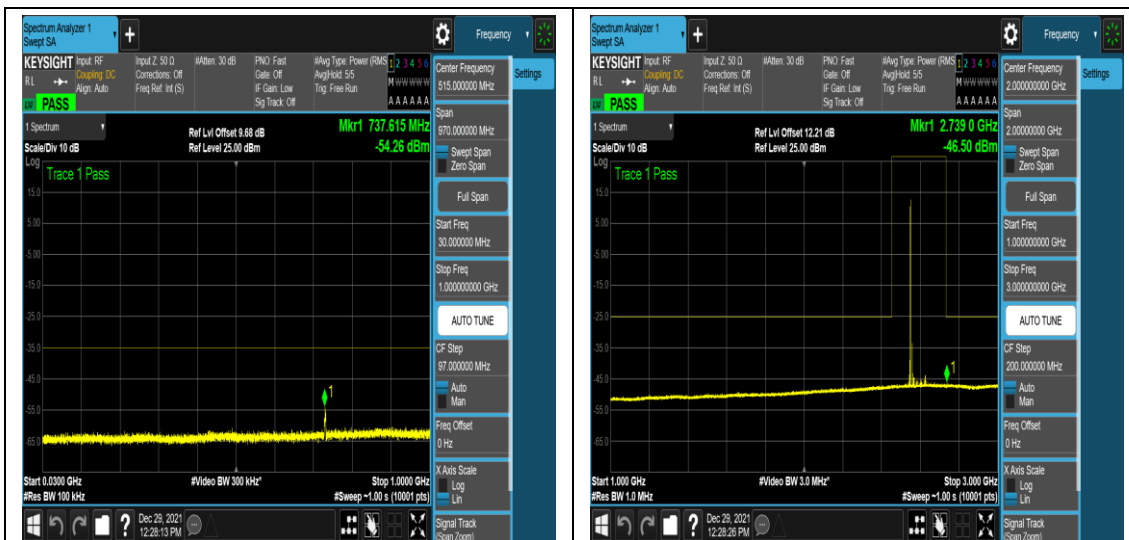 Spectrum Analyzer 1
Swept SA
Frequency
KEYSIGHT
Input: RF
Input Z: 50 Ω
#Atten: 30 dB
PNO: Fast
#Avg Type: Power (RMS
1 2 3 4 5 6
RL
Coupling: DC
Corrections: Off
Gate: Off
Avg|Hold: 5/5
M W W W W W
Align: Auto
Freq Ref: Int (S)
IF Gain: Low
Trig: Free Run
Sig Track: Off
A A A A A A
PASS
1 Spectrum
Ref Lvl Offset 9.68 dB
Mkr1 737.615 MHz
Scale/Div 10 dB
Ref Level 25.00 dBm
-54.26 dBm
Log
Trace 1 Pass
15.0
5.00
-5.00
-15.0
-25.0
-35.0
-45.0
-55.0
-65.0
1
Start 0.0300 GHz
#Video BW 300 kHz*
Stop 1.0000 GHz
#Res BW 100 kHz
#Sweep ~1.00 s (10001 pts)
?
Dec 29, 2021
12:28:13 PM
Center Frequency
515.000000 MHz
Settings
Span
970.000000 MHz
Swept Span
Zero Span
Full Span
Start Freq
30.000000 MHz
Stop Freq
1.000000000 GHz
AUTO TUNE
CF Step
97.000000 MHz
Auto
Man
Freq Offset
0 Hz
X Axis Scale
Log
Lin
Signal Track
(Span Zoom)
Spectrum Analyzer 1
Swept SA
Frequency
KEYSIGHT
Input: RF
Input Z: 50 Ω
#Atten: 30 dB
PNO: Fast
#Avg Type: Power (RMS
1 2 3 4 5 6
RL
Coupling: DC
Corrections: Off
Gate: Off
Avg|Hold: 5/5
M W W W W W
Align: Auto
Freq Ref: Int (S)
IF Gain: Low
Trig: Free Run
Sig Track: Off
A A A A A A
PASS
1 Spectrum
Ref Lvl Offset 12.21 dB
Mkr1 2.739 0 GHz
Scale/Div 10 dB
Ref Level 25.00 dBm
-46.50 dBm
Log
Trace 1 Pass
15.0
5.00
-5.00
-15.0
-25.0
-35.0
-45.0
-55.0
-65.0
1
Start 1.000 GHz
#Video BW 3.0 MHz*
Stop 3.000 GHz
#Res BW 1.0 MHz
#Sweep ~1.00 s (10001 pts)
?
Dec 29, 2021
12:28:26 PM
Center Frequency
2.000000000 GHz
Settings
Span
2.00000000 GHz
Swept Span
Zero Span
Full Span
Start Freq
1.000000000 GHz
Stop Freq
3.000000000 GHz
AUTO TUNE
CF Step
200.000000 MHz
Auto
Man
Freq Offset
0 Hz
X Axis Scale
Log
Lin
Signal Track
(Span Zoom)